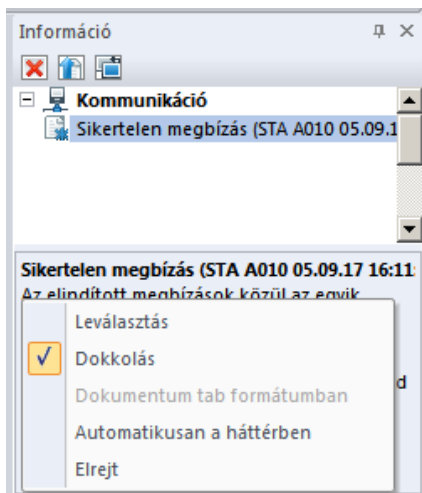 Információ
Kommunikáció
Sikertelen megbízás (STA A010 05.09.1
Sikertelen megbízás (STA A010 05.09.17 16:11:
Az elindított megbízások közül az egyik
Leválasztás
Dokkolás
d
Dokumentum tab formátumban
Automatikusan a háttérben
Elrejt